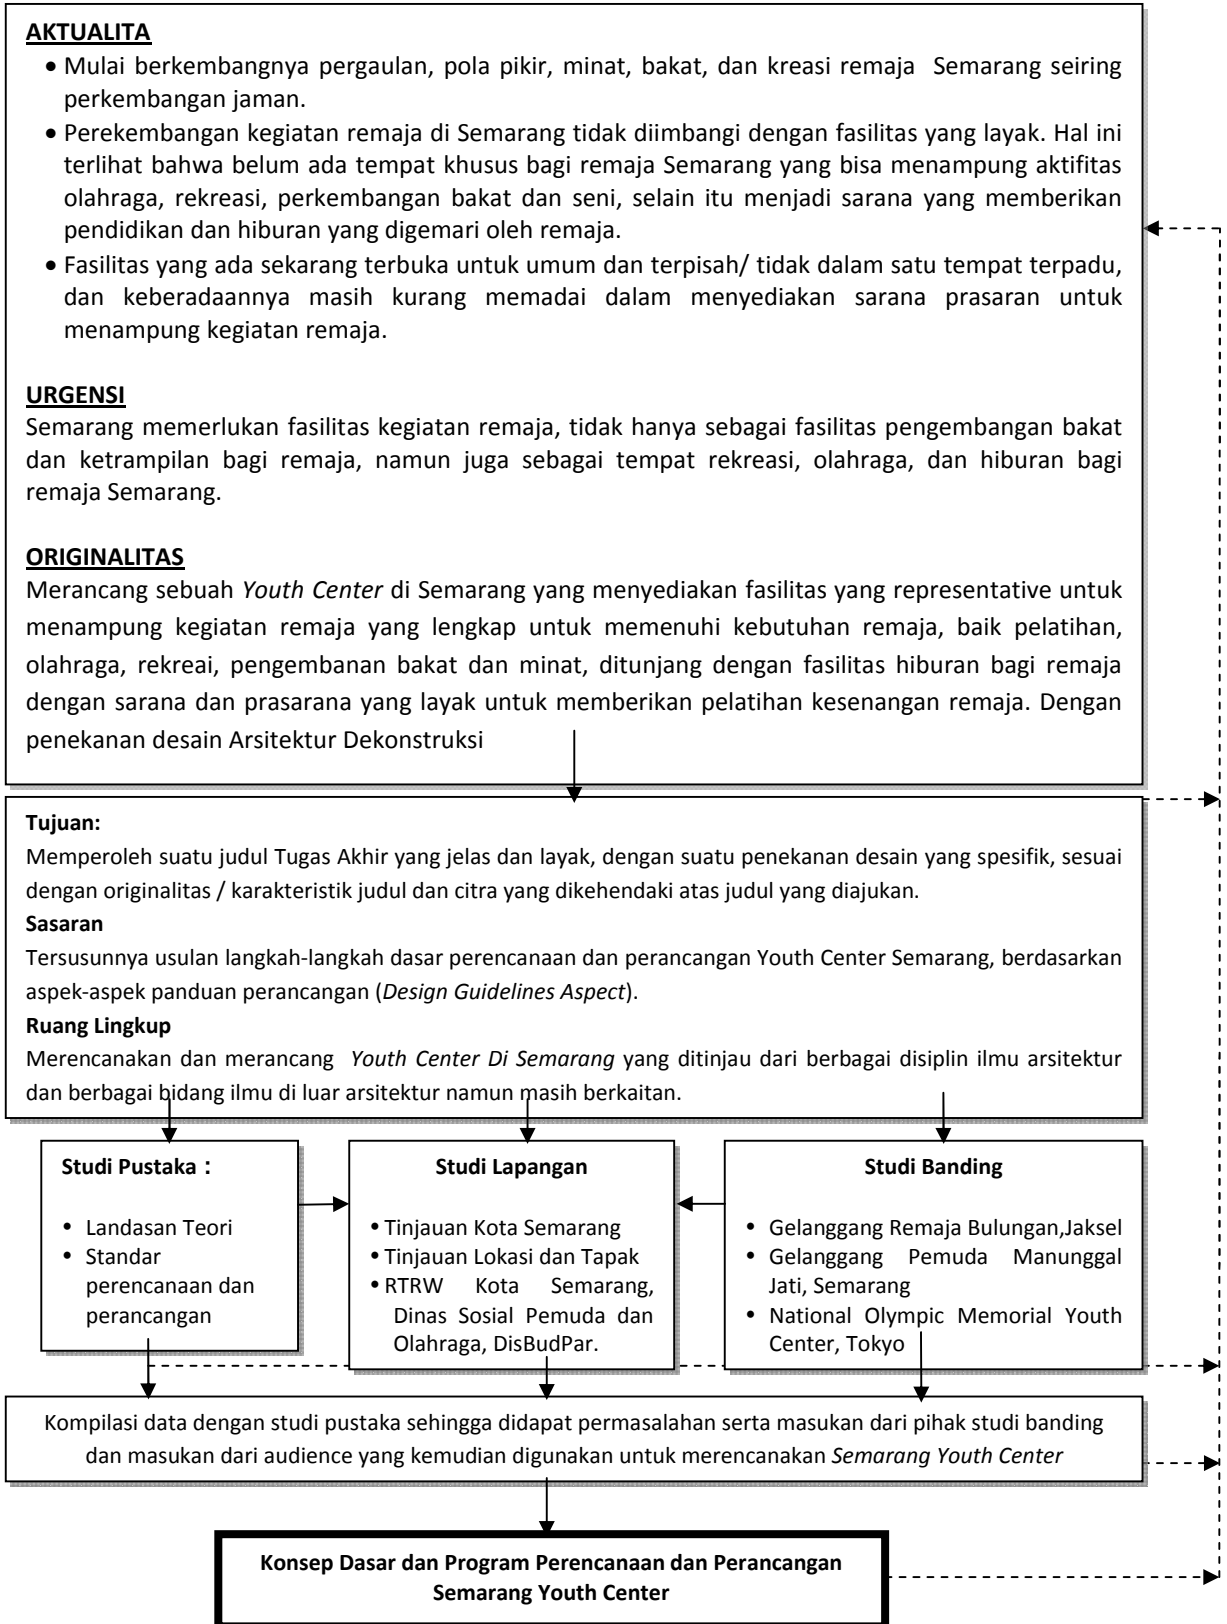 AKTUALITA
• Mulai berkembangnya pergaulan, pola pikir, minat, bakat, dan kreasi remaja Semarang seiring
perkembangan jaman.
• Perekembangan kegiatan remaja di Semarang tidak diimbangi dengan fasilitas yang layak. Hal ini
terlihat bahwa belum ada tempat khusus bagi remaja Semarang yang bisa menampung aktifitas
olahraga, rekreasi, perkembangan bakat dan seni, selain itu menjadi sarana yang memberikan
pendidikan dan hiburan yang digemari oleh remaja.
• Fasilitas yang ada sekarang terbuka untuk umum dan terpisah/ tidak dalam satu tempat terpadu,
dan keberadaannya masih kurang memadai dalam menyediakan sarana prasaran untuk
menampung kegiatan remaja.
URGENSI
Semarang memerlukan fasilitas kegiatan remaja, tidak hanya sebagai fasilitas pengembangan bakat
dan ketrampilan bagi remaja, namun juga sebagai tempat rekreasi, olahraga, dan hiburan bagi
remaja Semarang.
ORIGINALITAS
Merancang sebuah Youth Center di Semarang yang menyediakan fasilitas yang representative untuk
menampung kegiatan remaja yang lengkap untuk memenuhi kebutuhan remaja, baik pelatihan,
olahraga, rekreai, pengembanan bakat dan minat, ditunjang dengan fasilitas hiburan bagi remaja
dengan sarana dan prasarana yang layak untuk memberikan pelatihan kesenangan remaja. Dengan
penekanan desain Arsitektur Dekonstruksi
Tujuan:
Memperoleh suatu judul Tugas Akhir yang jelas dan layak, dengan suatu penekanan desain yang spesifik, sesuai
dengan originalitas / karakteristik judul dan citra yang dikehendaki atas judul yang diajukan.
Sasaran
Tersusunnya usulan langkah-langkah dasar perencanaan dan perancangan Youth Center Semarang, berdasarkan
aspek-aspek panduan perancangan (Design Guidelines Aspect).
Ruang Lingkup
Merencanakan dan merancang Youth Center Di Semarang yang ditinjau dari berbagai disiplin ilmu arsitektur
dan berbagai bidang ilmu di luar arsitektur namun masih berkaitan.
Studi Pustaka :
• Landasan Teori
• Standar
perencanaan dan
perancangan
Studi Lapangan
• Tinjauan Kota Semarang
• Tinjauan Lokasi dan Tapak
• RTRW Kota Semarang,
Dinas Sosial Pemuda dan
Olahraga, DisBudPar.
Studi Banding
• Gelanggang Remaja Bulungan,Jaksel
• Gelanggang Pemuda Manunggal
Jati, Semarang
• National Olympic Memorial Youth
Center, Tokyo
Kompilasi data dengan studi pustaka sehingga didapat permasalahan serta masukan dari pihak studi banding
dan masukan dari audience yang kemudian digunakan untuk merencanakan Semarang Youth Center
Konsep Dasar dan Program Perencanaan dan Perancangan
Semarang Youth Center